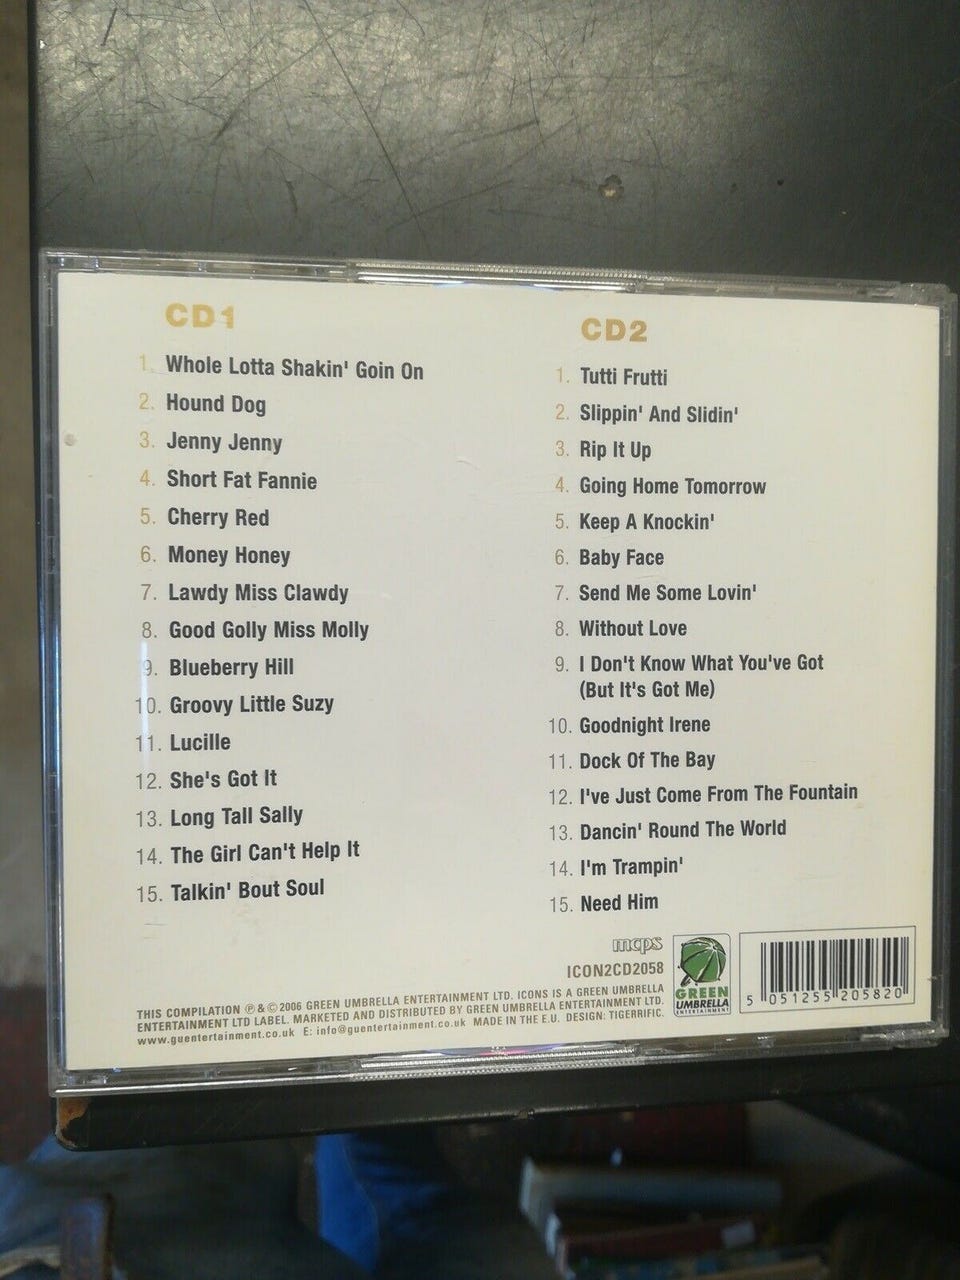 CD1
1. Whole Lotta Shakin' Goin On
2. Hound Dog
3. Jenny Jenny
4. Short Fat Fannie
5. Cherry Red
6. Money Honey
7. Lawdy Miss Clawdy
8. Good Golly Miss Molly
9. Blueberry Hill
10. Groovy Little Suzy
11. Lucille
12. She's Got It
13. Long Tall Sally
14. The Girl Can't Help It
15. Talkin' Bout Soul
CD2
1. Tutti Frutti
2. Slippin' And Slidin'
3. Rip It Up
4. Going Home Tomorrow
5. Keep A Knockin'
6. Baby Face
7. Send Me Some Lovin'
8. Without Love
9. I Don't Know What You've Got
(But It's Got Me)
10. Goodnight Irene
11. Dock Of The Bay
12. I've Just Come From The Fountain
13. Dancin' Round The World
14. I'm Trampin'
15. Need Him
mcps
ICON2CD2058
GREEN
UMBRELLA
ENTERTAINMENT
5 051255 205820
THIS COMPILATION ℗ & © 2006 GREEN UMBRELLA ENTERTAINMENT LTD. ICONS IS A GREEN UMBRELLA
ENTERTAINMENT LTD LABEL. MARKETED AND DISTRIBUTED BY GREEN UMBRELLA ENTERTAINMENT LTD.
www.guentertainment.co.uk E: info@guentertainment.co.uk MADE IN THE E.U. DESIGN: TIGERRIFIC.